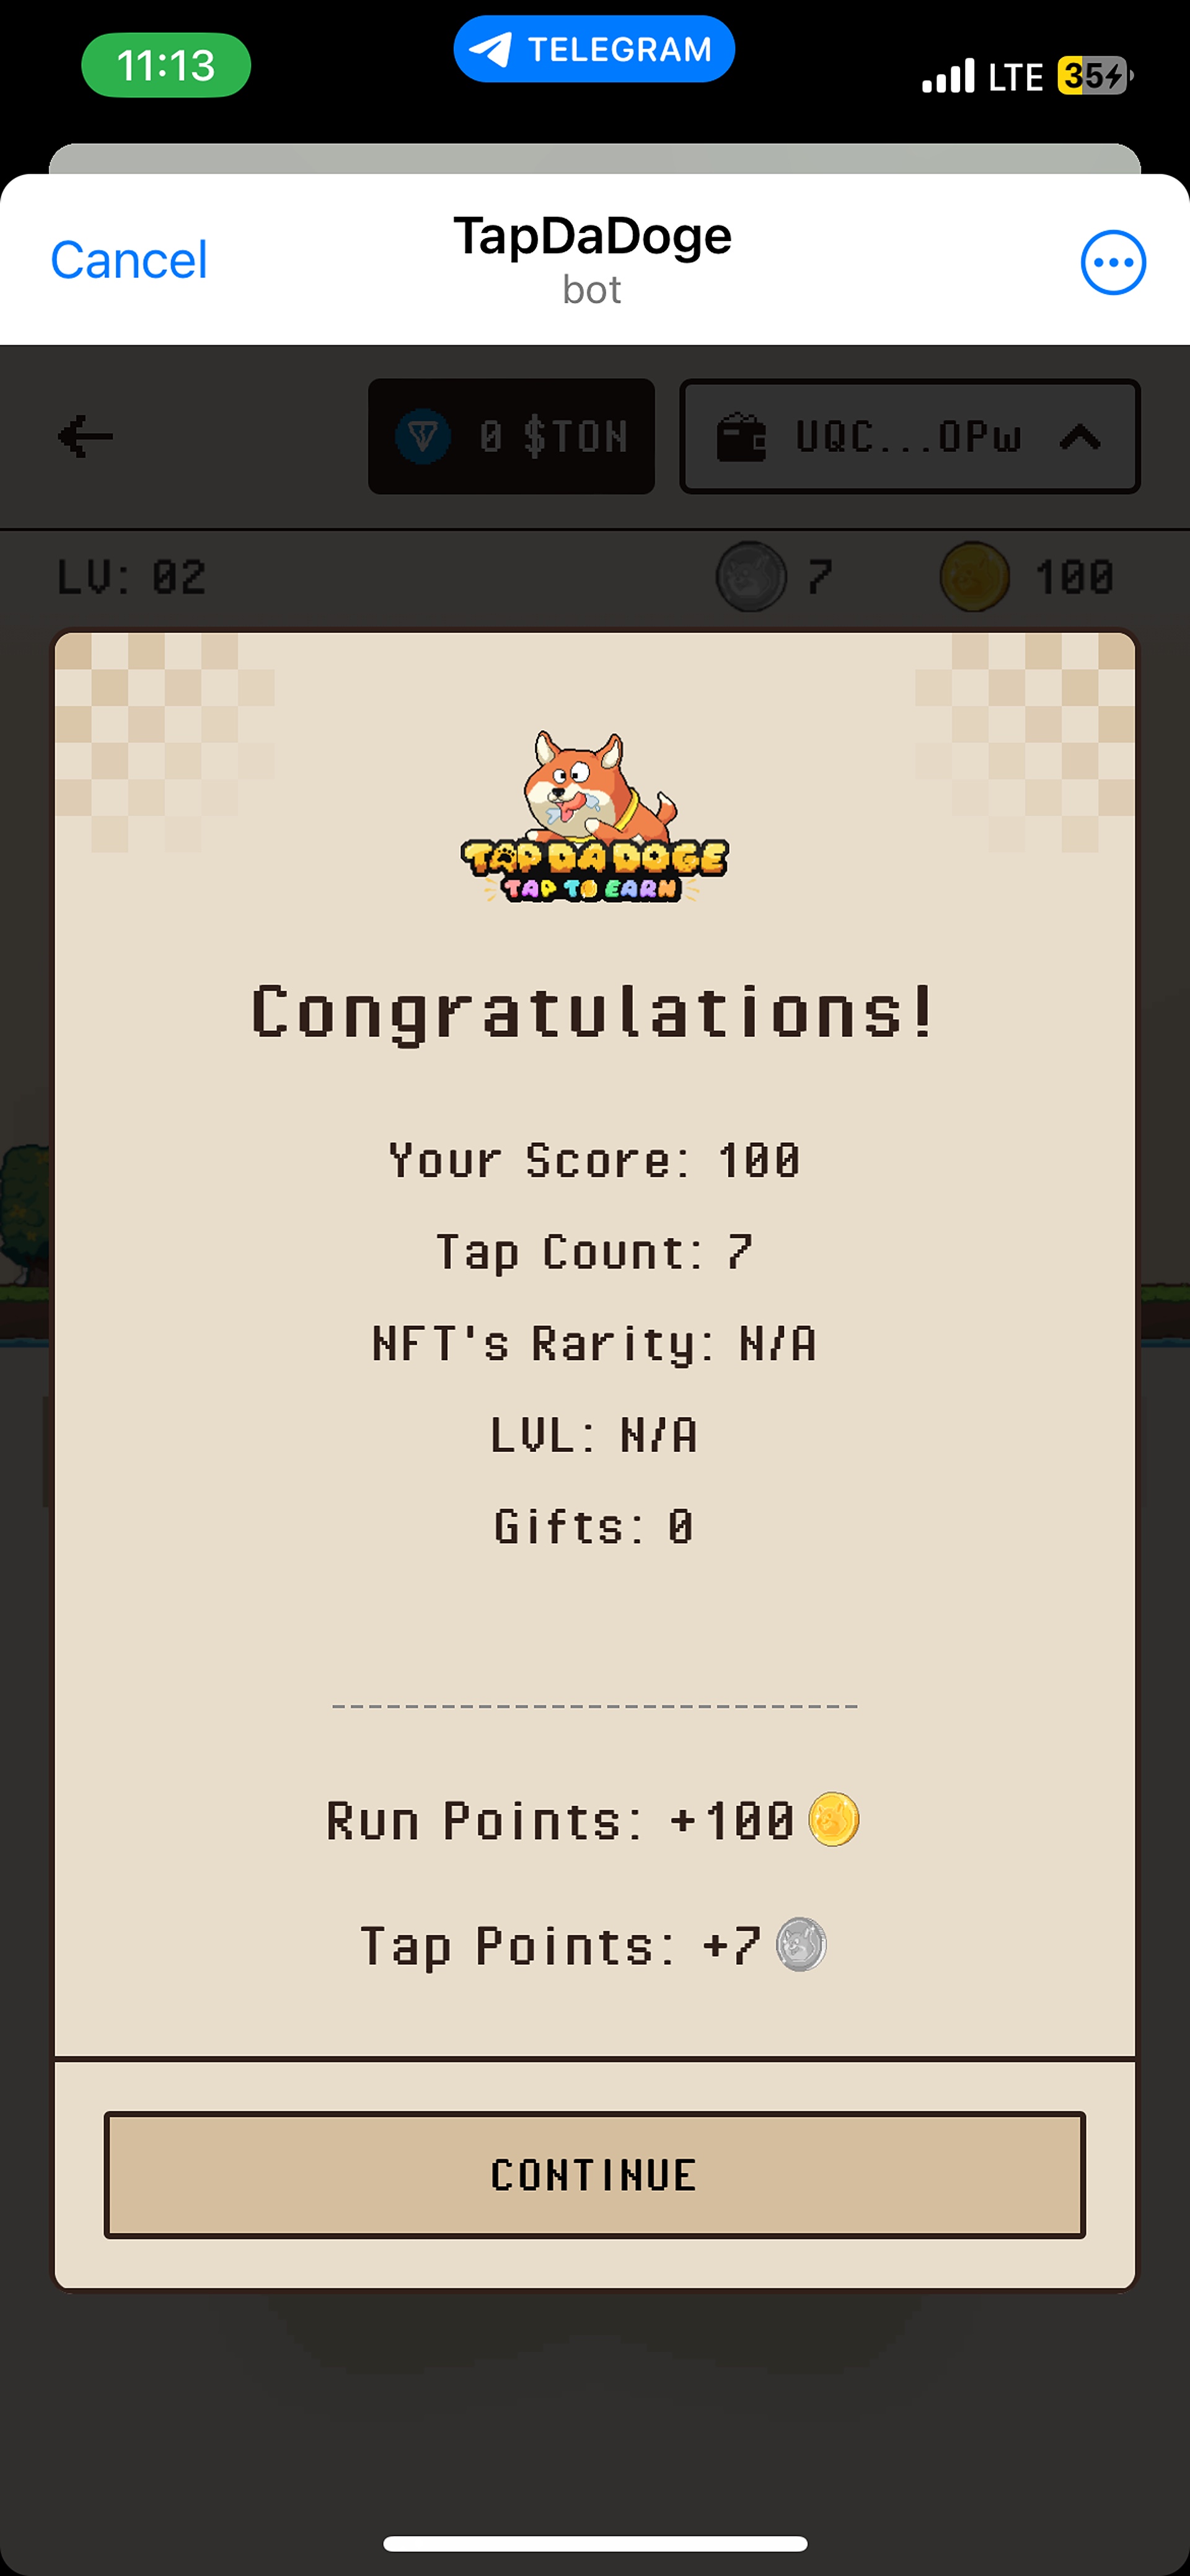 11:13
TELEGRAM
LTE 35
Cancel
TapDaDoge
bot
0 $TON
UQC...OPw
LV: 02
7
100
TAP DA DOGE
TAP TO EARN
Congratulations!
Your Score: 100
Tap Count: 7
NFT's Rarity: N/A
LVL: N/A
Gifts: 0
Run Points: +100
Tap Points: +7
CONTINUE